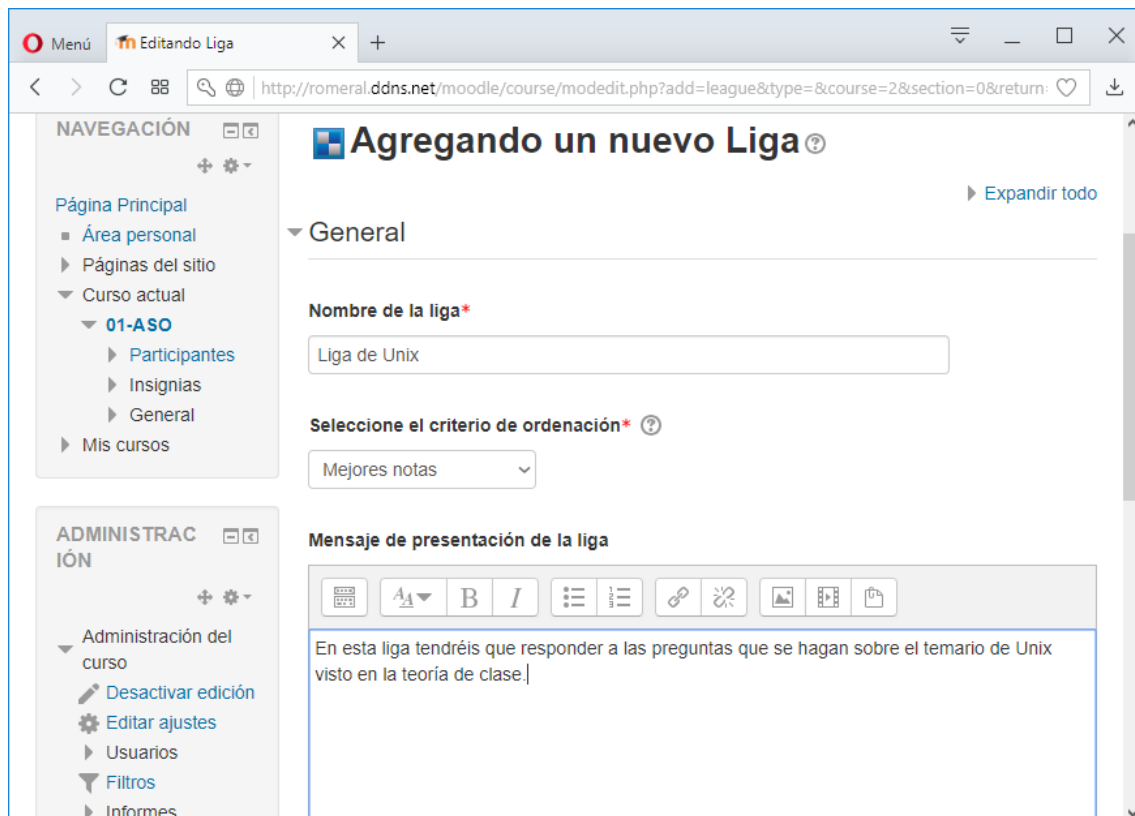 Menú
Editando Liga
http://romeral.ddns.net/moodle/course/modedit.php?add=league&type=&course=2&section=0&return:
NAVEGACIÓN
Página Principal
Área personal
Páginas del sitio
Curso actual
01-ASO
Participantes
Insignias
General
Mis cursos
ADMINISTRAC
IÓN
Administración del
curso
Desactivar edición
Editar ajustes
Usuarios
Filtros
Informes
Agregando un nuevo Liga
Expandir todo
General
Nombre de la liga*
Liga de Unix
Seleccione el criterio de ordenación*
Mejores notas
Mensaje de presentación de la liga
B I
En esta liga tendréis que responder a las preguntas que se hagan sobre el temario de Unix
visto en la teoría de clase.